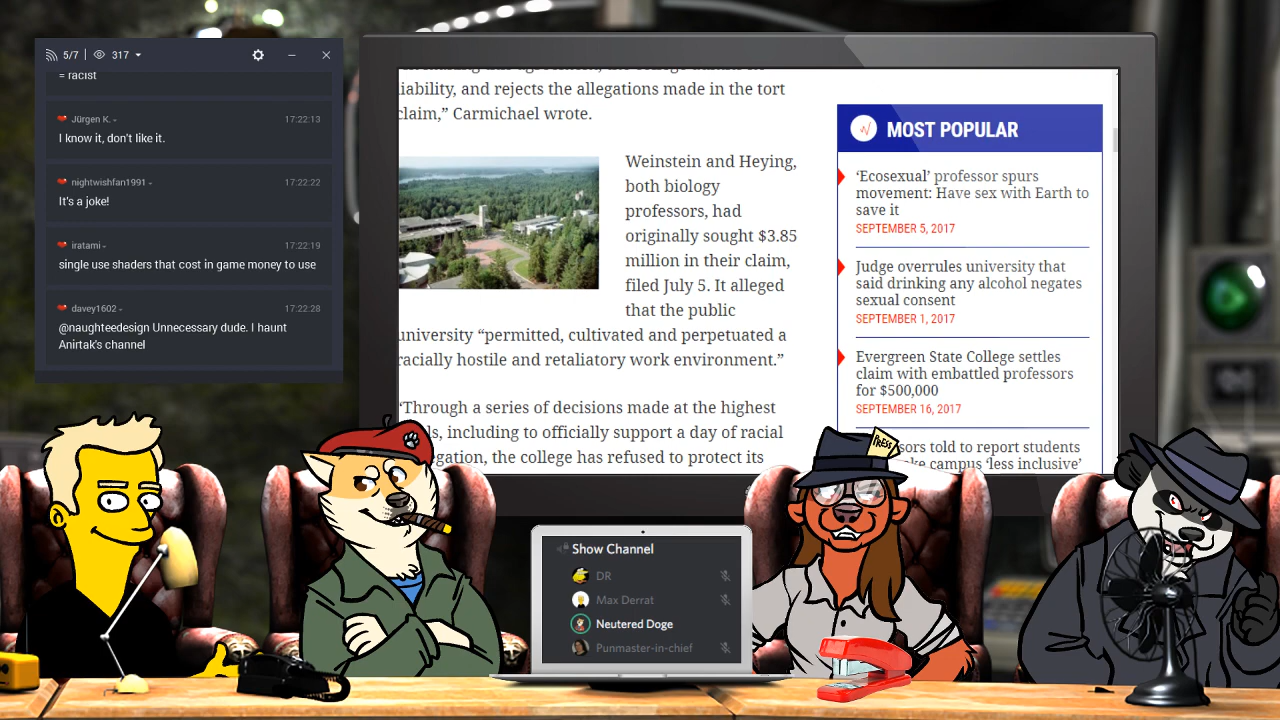 5/7 | 317
= racist
Jürgen K. 17:22:13
I know it, don't like it.
nightwishfan1991 17:22:22
It's a joke!
iratami 17:22:19
single use shaders that cost in game money to use
davey1602 17:22:28
@naughteedesign Unnecessary dude. I haunt
Anirtak's channel
iability, and rejects the allegations made in the tort
claim,” Carmichael wrote.
Weinstein and Heying,
both biology
professors, had
originally sought $3.85
million in their claim,
filed July 5. It alleged
that the public
university “permitted, cultivated and perpetuated a
racially hostile and retaliatory work environment.”
“Through a series of decisions made at the highest
ls, including to officially support a day of racial
egation, the college has refused to protect its
MOST POPULAR
‘Ecosexual’ professor spurs
movement: Have sex with Earth to
save it
SEPTEMBER 5, 2017
Judge overrules university that
said drinking any alcohol negates
sexual consent
SEPTEMBER 1, 2017
Evergreen State College settles
claim with embattled professors
for $500,000
SEPTEMBER 16, 2017
sors told to report students
ke campus ‘less inclusive’
PRESS
Show Channel
DR
Max Derrat
Neutered Doge
Punmaster-in-chief